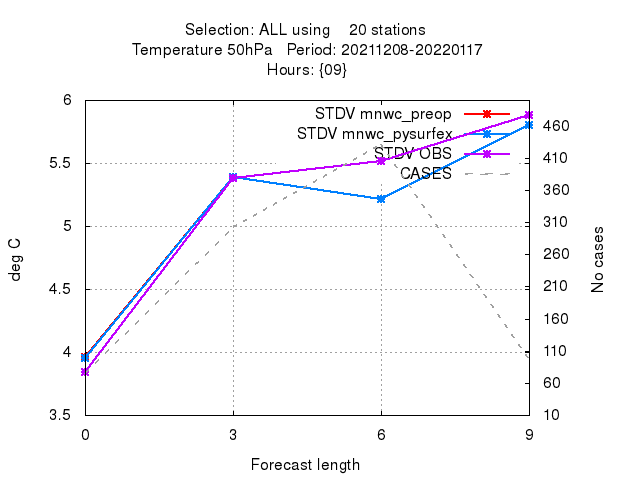 Selection: ALL using    20 stations
Temperature 50hPa   Period: 20211208-20220117
Hours: {09}
STDV mnwc_preop
STDV mnwc_pysurfex
STDV OBS
CASES
6
5.5
5
4.5
4
3.5
460
410
360
310
260
210
160
110
60
10
deg C
No cases
0
3
6
9
Forecast length